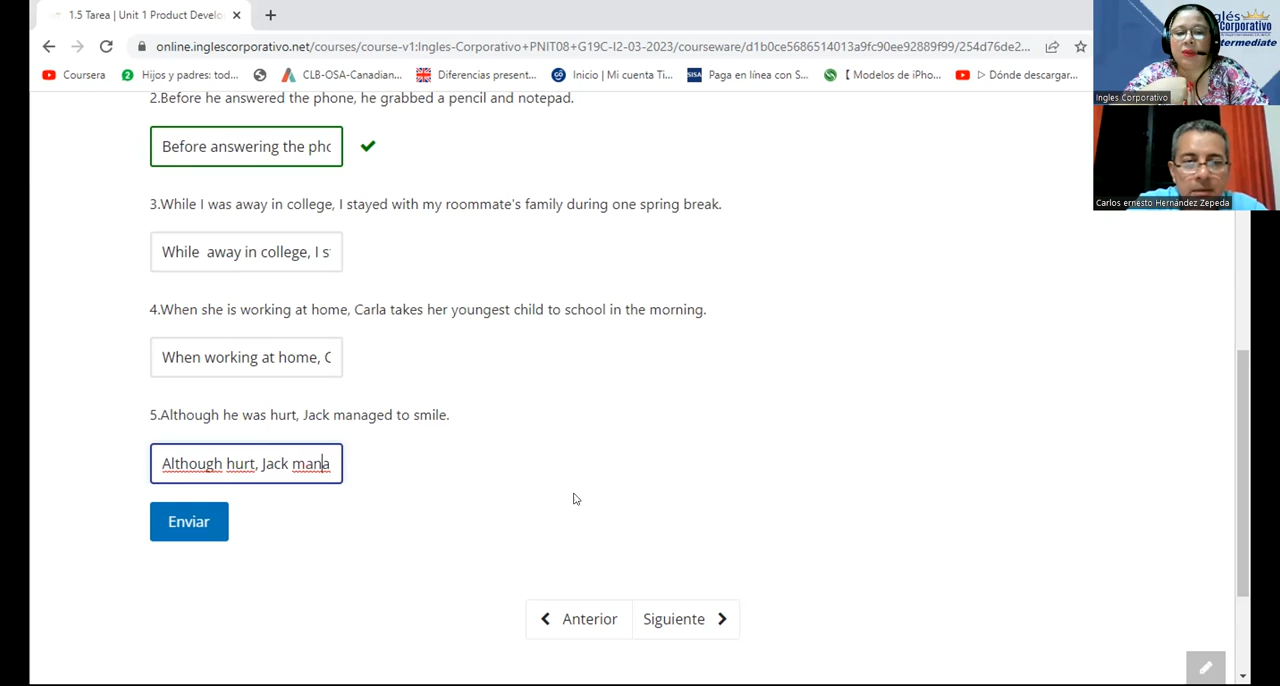 1.5 Tarea | Unit 1 Product Develo
online.inglescorporativo.net/courses/course-v1:Ingles-Corporativo+PNIT08+G19C-I2-03-2023/courseware/d1b0ce5686514013a9fc90ee92889f99/254d76de2...
Coursera
Hijos y padres: tod...
CLB-OSA-Canadian...
Diferencias present...
Inicio | Mi cuenta Ti...
Paga en línea con S...
【 Modelos de iPho...
▷ Dónde descargar...
glés
Corporativo
termediate
Ingles Corporativo
Carlos ernesto Hernández Zepeda
2.Before he answered the phone, he grabbed a pencil and notepad.
Before answering the pho
3.While I was away in college, I stayed with my roommate's family during one spring break.
While  away in college, I s
4.When she is working at home, Carla takes her youngest child to school in the morning.
When working at home, C
5.Although he was hurt, Jack managed to smile.
Although hurt, Jack mana
Enviar
Anterior
Siguiente